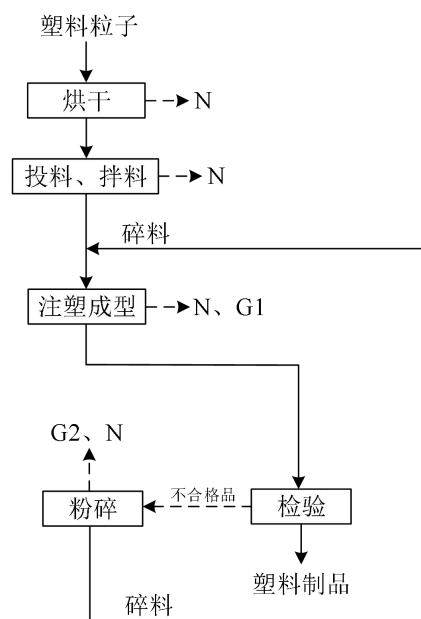 塑料粒子
烘干
N
投料、拌料
N
碎料
注塑成型
N、G1
G2、N
粉碎
不合格品
检验
塑料制品
碎料